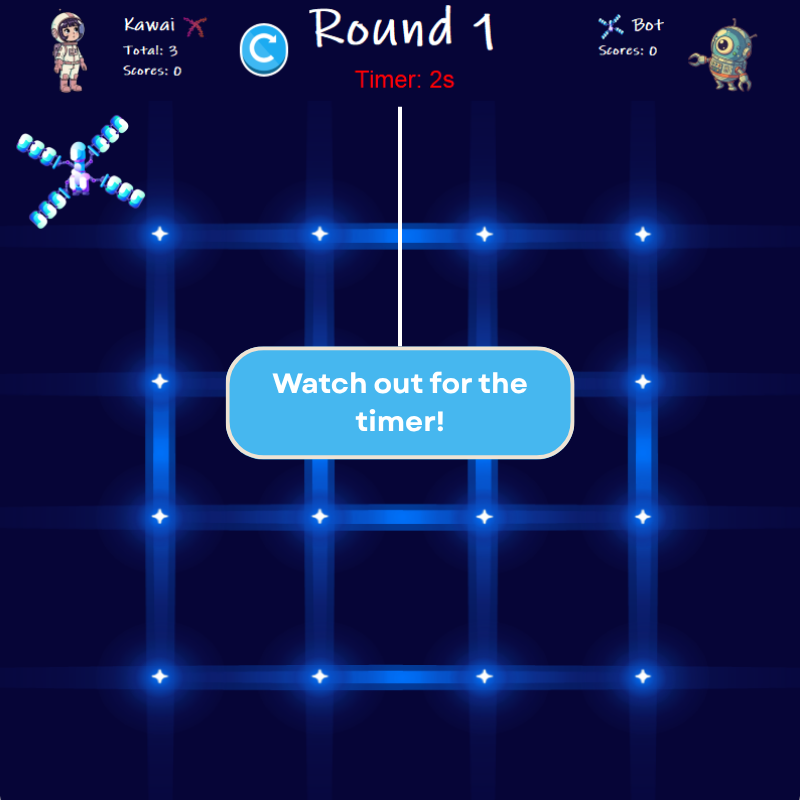 Kawai
Total: 3
Scores: 0
Round 1
Timer: 2s
Bot
Scores: 0
Watch out for the
timer!